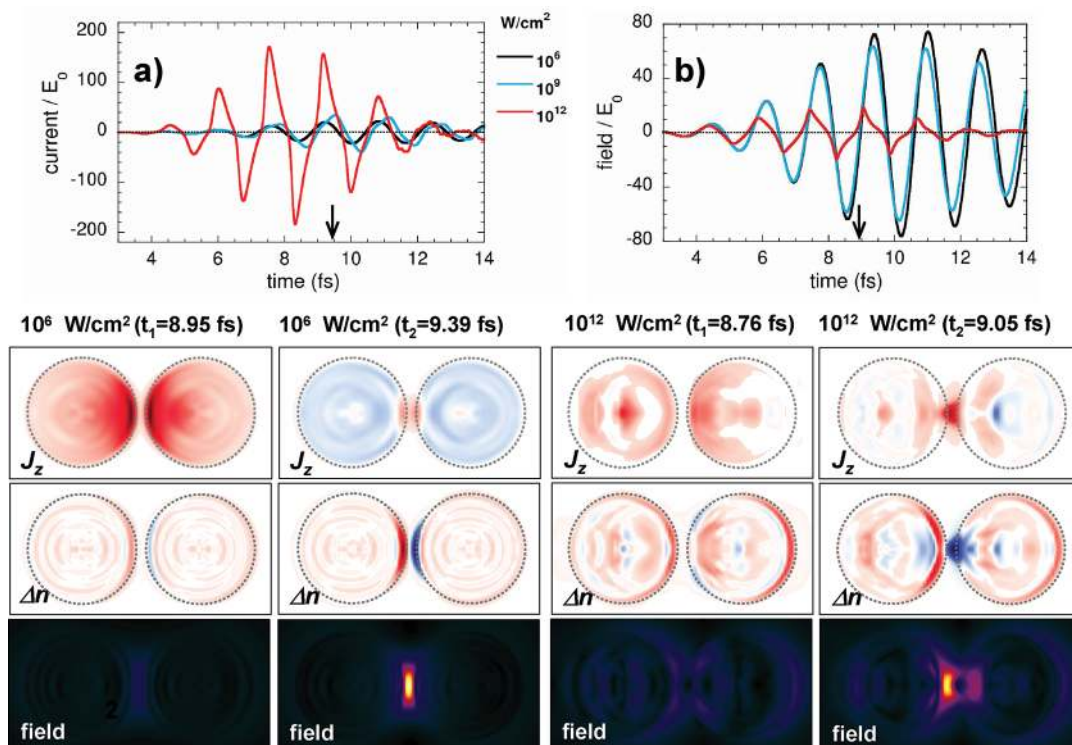 200
100
0
-100
-200
current / E0
a)
4 6 8 10 12 14
time (fs)
W/cm²
10⁶
10⁹
10¹²
80
40
0
-40
-80
field / E0
b)
4 6 8 10 12 14
time (fs)
10⁶ W/cm² (t₁=8.95 fs)
10⁶ W/cm² (t₂=9.39 fs)
10¹² W/cm² (t₁=8.76 fs)
10¹² W/cm² (t₂=9.05 fs)
Jz
Jz
Jz
Jz
Δn
Δn
Δn
Δn
2
field
field
field
field